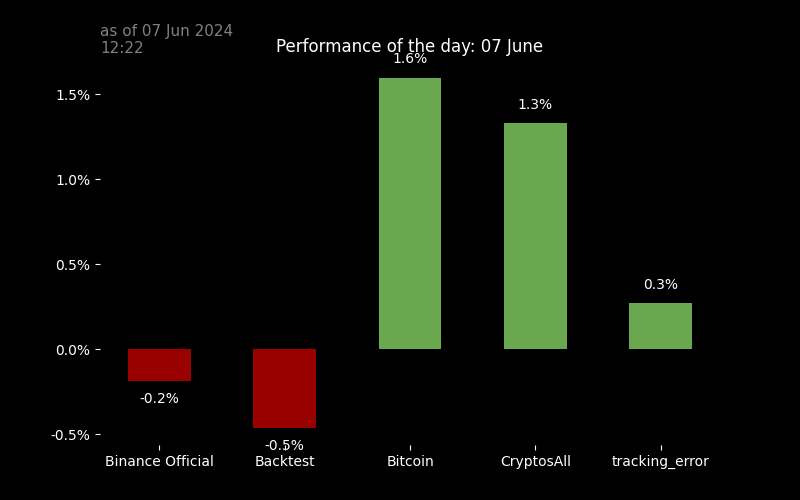 as of 07 Jun 2024
12:22
Performance of the day: 07 June
1.6%
1.5%
1.3%
1.0%
0.5%
0.3%
0.0%
-0.2%
-0.5%
-0.5%
Binance Official
Backtest
Bitcoin
CryptosAll
tracking_error